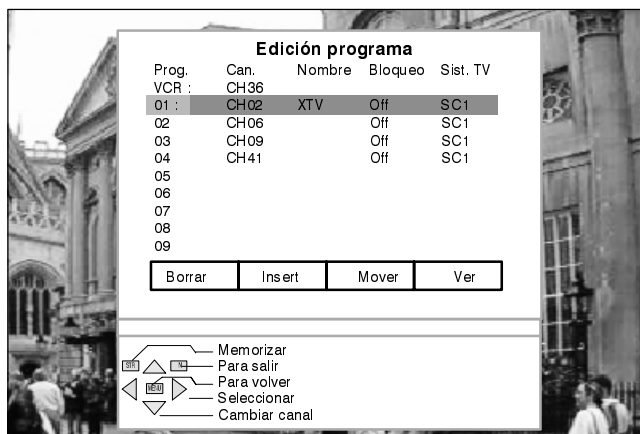 Edición programa
Prog. Can. Nombre Bloqueo Sist. TV
VCR : CH36
01 : CH02 XTV Off SC1
02 CH06 Off SC1
03 CH09 Off SC1
04 CH41 Off SC1
05
06
07
08
09
Borrar Insert Mover Ver
Memorizar
STR N Para salir
MENU Para volver
Seleccionar
Cambiar canal